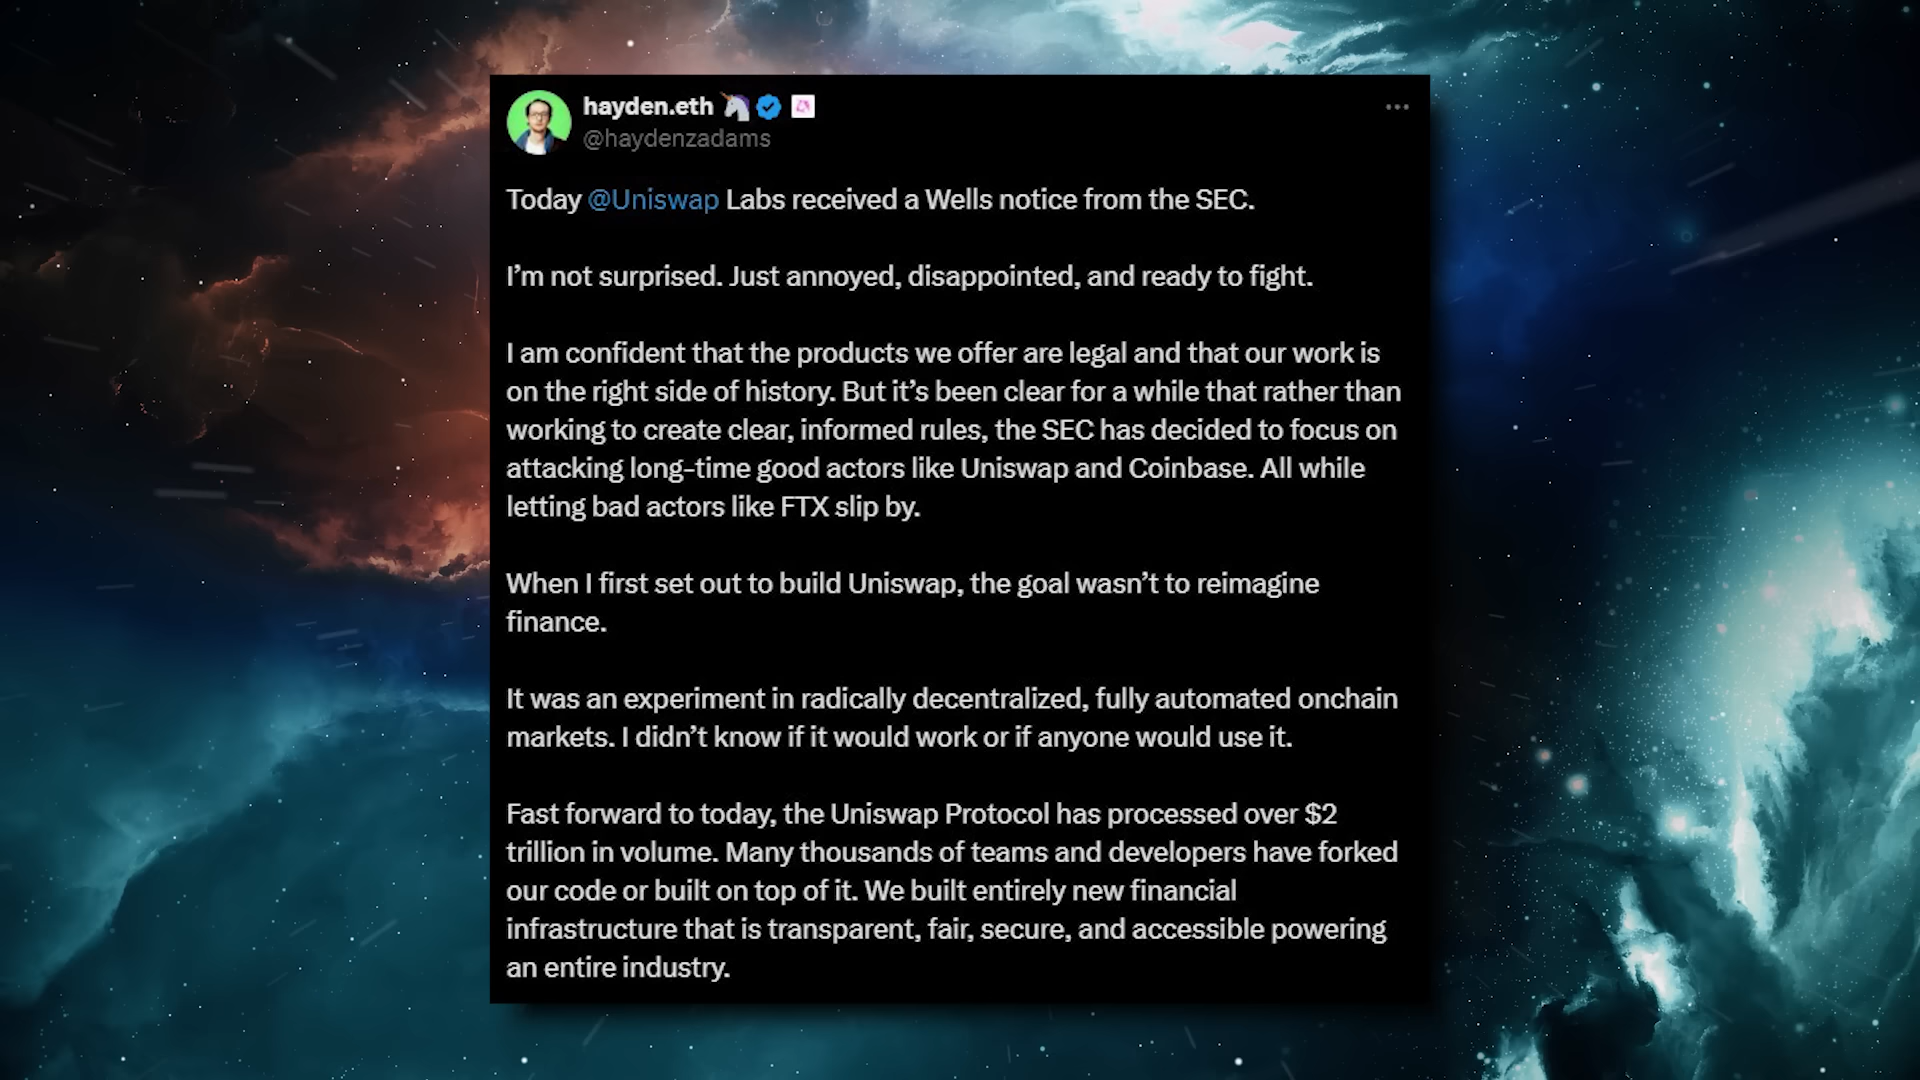 hayden.eth
@haydenzadams
Today @Uniswap Labs received a Wells notice from the SEC.
I’m not surprised. Just annoyed, disappointed, and ready to fight.
I am confident that the products we offer are legal and that our work is
on the right side of history. But it’s been clear for a while that rather than
working to create clear, informed rules, the SEC has decided to focus on
attacking long-time good actors like Uniswap and Coinbase. All while
letting bad actors like FTX slip by.
When I first set out to build Uniswap, the goal wasn’t to reimagine
finance.
It was an experiment in radically decentralized, fully automated onchain
markets. I didn’t know if it would work or if anyone would use it.
Fast forward to today, the Uniswap Protocol has processed over $2
trillion in volume. Many thousands of teams and developers have forked
our code or built on top of it. We built entirely new financial
infrastructure that is transparent, fair, secure, and accessible powering
an entire industry.